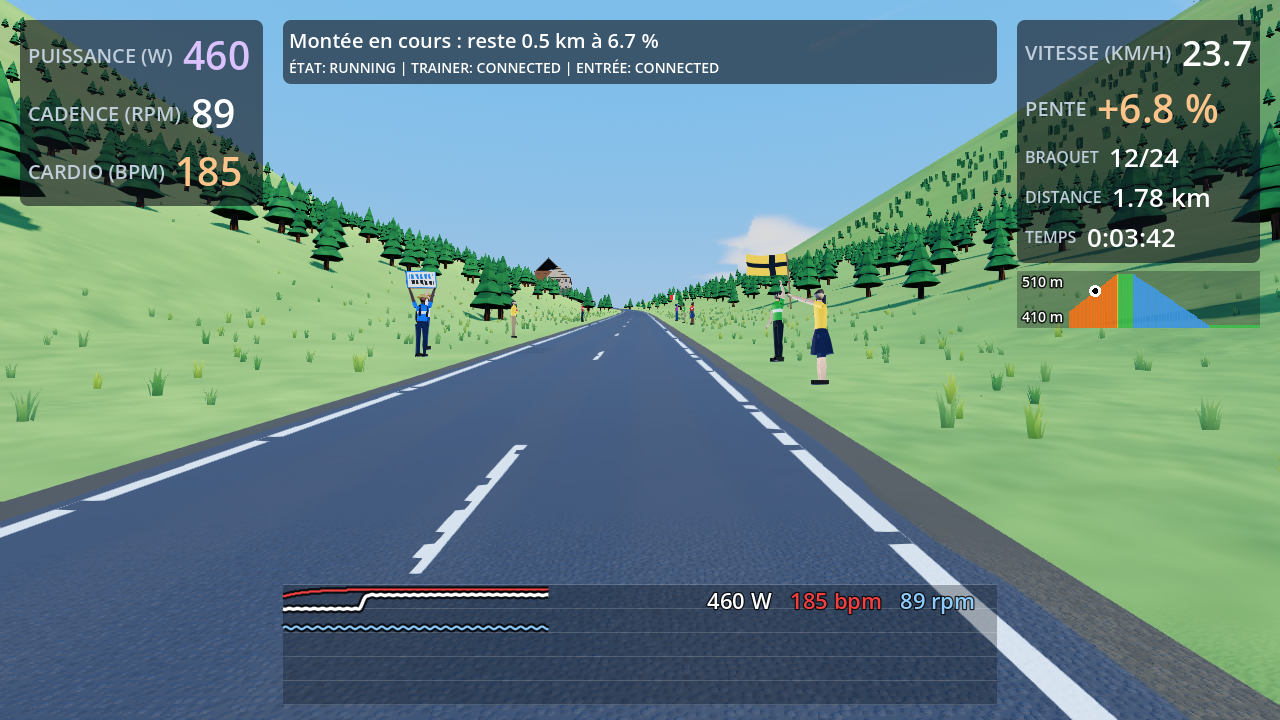 PUISSANCE (W) 460
CADENCE (RPM) 89
CARDIO (BPM) 185
Montée en cours : reste 0.5 km à 6.7 %
ÉTAT: RUNNING | TRAINER: CONNECTED | ENTRÉE: CONNECTED
VITESSE (KM/H) 23.7
PENTE +6.8 %
BRAQUET 12/24
DISTANCE 1.78 km
TEMPS 0:03:42
510 m
410 m
460 W 185 bpm 89 rpm